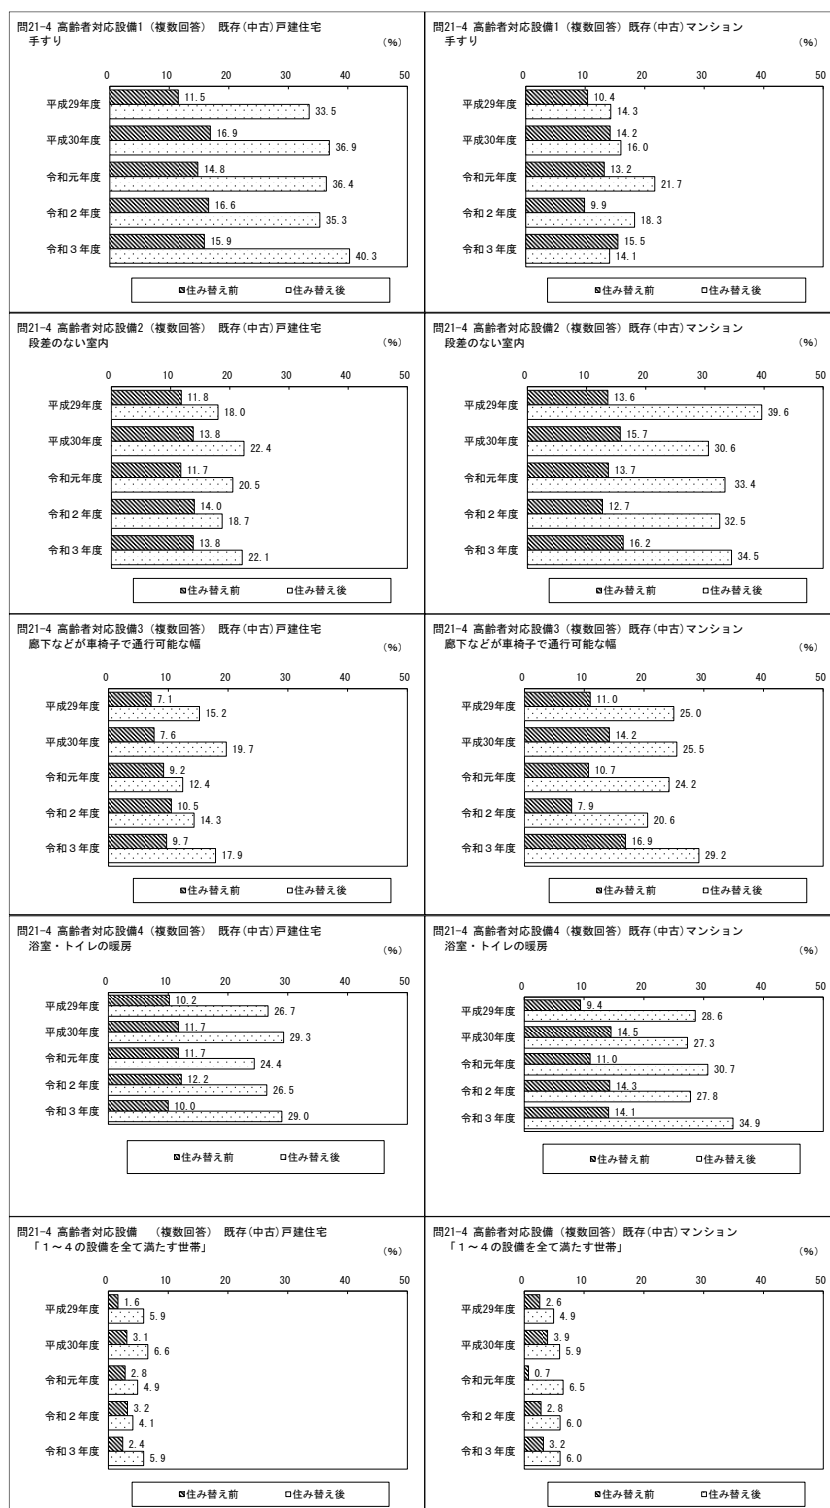 問21-4 高齢者対応設備1（複数回答） 既存(中古)戸建住宅
手すり
(%)
0 10 20 30 40 50
平成29年度 11.5 33.5
平成30年度 16.9 36.9
令和元年度 14.8 36.4
令和２年度 16.6 35.3
令和３年度 15.9 40.3
住み替え前 住み替え後
問21-4 高齢者対応設備1（複数回答）既存(中古)マンション
手すり
(%)
0 10 20 30 40 50
平成29年度 10.4 14.3
平成30年度 14.2 16.0
令和元年度 13.2 21.7
令和２年度 9.9 18.3
令和３年度 15.5 14.1
住み替え前 住み替え後
問21-4 高齢者対応設備2（複数回答） 既存(中古)戸建住宅
段差のない室内
(%)
0 10 20 30 40 50
平成29年度 11.8 18.0
平成30年度 13.8 22.4
令和元年度 11.7 20.5
令和２年度 14.0 18.7
令和３年度 13.8 22.1
住み替え前 住み替え後
問21-4 高齢者対応設備2（複数回答）既存(中古)マンション
段差のない室内
(%)
0 10 20 30 40 50
平成29年度 13.6 39.6
平成30年度 15.7 30.6
令和元年度 13.7 33.4
令和２年度 12.7 32.5
令和３年度 16.2 34.5
住み替え前 住み替え後
問21-4 高齢者対応設備3（複数回答） 既存(中古)戸建住宅
廊下などが車椅子で通行可能な幅
(%)
0 10 20 30 40 50
平成29年度 7.1 15.2
平成30年度 7.6 19.7
令和元年度 9.2 12.4
令和２年度 10.5 14.3
令和３年度 9.7 17.9
住み替え前 住み替え後
問21-4 高齢者対応設備3（複数回答）既存(中古)マンション
廊下などが車椅子で通行可能な幅
(%)
0 10 20 30 40 50
平成29年度 11.0 25.0
平成30年度 14.2 25.5
令和元年度 10.7 24.2
令和２年度 7.9 20.6
令和３年度 16.9 29.2
住み替え前 住み替え後
問21-4 高齢者対応設備4（複数回答） 既存(中古)戸建住宅
浴室・トイレの暖房
(%)
0 10 20 30 40 50
平成29年度 10.2 26.7
平成30年度 11.7 29.3
令和元年度 11.7 24.4
令和２年度 12.2 26.5
令和３年度 10.0 29.0
住み替え前 住み替え後
問21-4 高齢者対応設備4（複数回答）既存(中古)マンション
浴室・トイレの暖房
(%)
0 10 20 30 40 50
平成29年度 9.4 28.6
平成30年度 14.5 27.3
令和元年度 11.0 30.7
令和２年度 14.3 27.8
令和３年度 14.1 34.9
住み替え前 住み替え後
問21-4 高齢者対応設備 （複数回答） 既存(中古)戸建住宅
「１～４の設備を全て満たす世帯」
(%)
0 10 20 30 40 50
平成29年度 1.6 5.9
平成30年度 3.1 6.6
令和元年度 2.8 4.9
令和２年度 3.2 4.1
令和３年度 2.4 5.9
住み替え前 住み替え後
問21-4 高齢者対応設備（複数回答）既存(中古)マンション
「１～４の設備を全て満たす世帯」
(%)
0 10 20 30 40 50
平成29年度 2.6 4.9
平成30年度 3.9 5.9
令和元年度 0.7 6.5
令和２年度 2.8 6.0
令和３年度 3.2 6.0
住み替え前 住み替え後